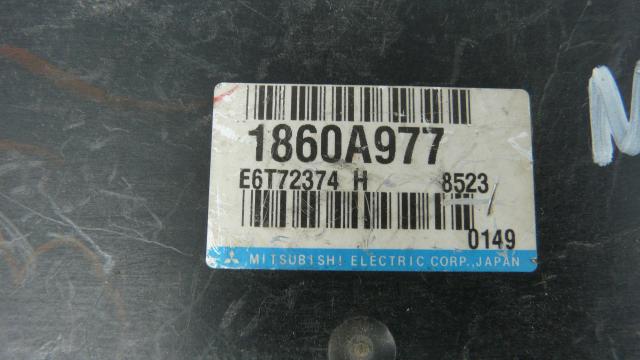 1860A977
E6T72374 H 8523
0149
MITSUBISHI ELECTRIC CORP., JAPAN
N